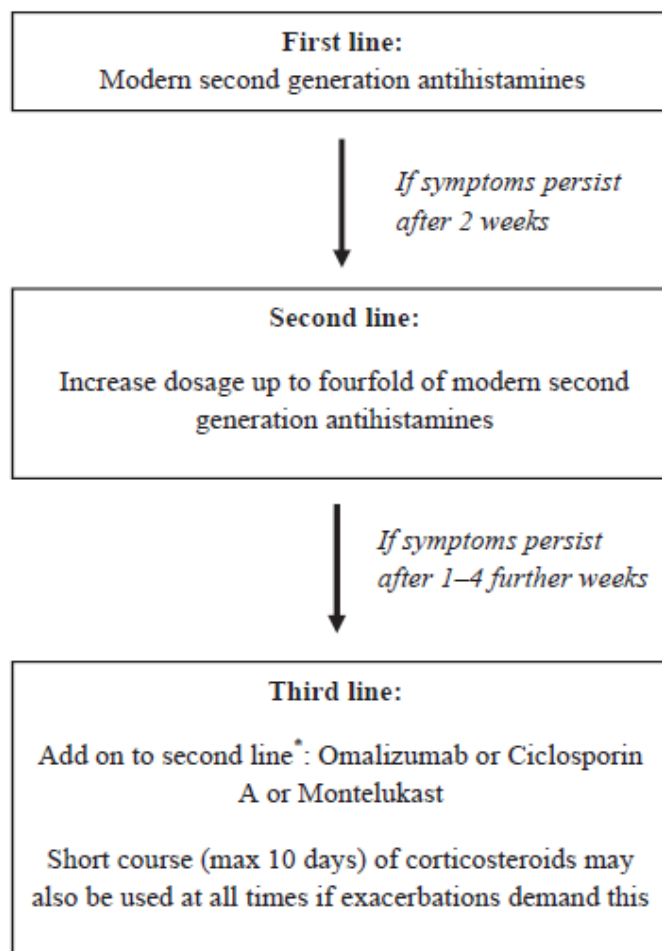 First line:
Modern second generation antihistamines
If symptoms persist
after 2 weeks
Second line:
Increase dosage up to fourfold of modern second
generation antihistamines
If symptoms persist
after 1–4 further weeks
Third line:
Add on to second line*: Omalizumab or Ciclosporin
A or Montelukast
Short course (max 10 days) of corticosteroids may
also be used at all times if exacerbations demand this